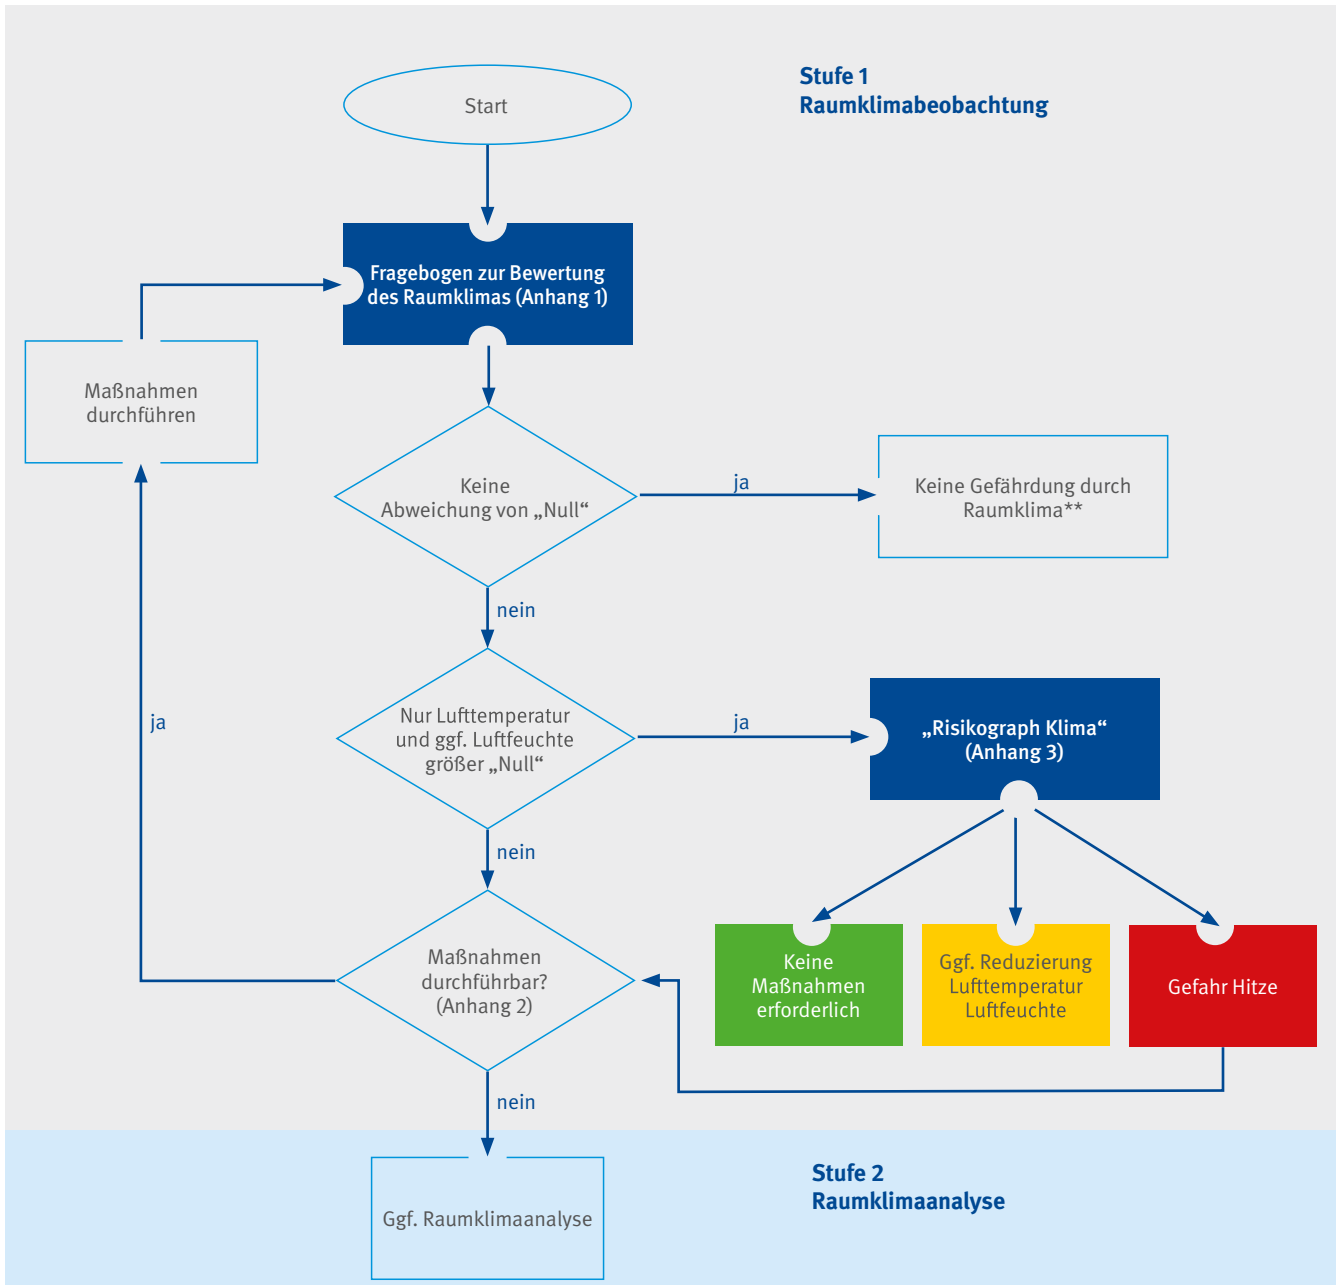 Stufe 1
Raumklimabeobachtung
Start
Fragebogen zur Bewertung
des Raumklimas (Anhang 1)
Maßnahmen
durchführen
Keine
Abweichung von „Null“
ja
Keine Gefährdung durch
Raumklima**
nein
Nur Lufttemperatur
und ggf. Luftfeuchte
größer „Null“
ja
„Risikograph Klima“
(Anhang 3)
ja
nein
Maßnahmen
durchführbar?
(Anhang 2)
Keine
Maßnahmen
erforderlich
Ggf. Reduzierung
Lufttemperatur
Luftfeuchte
Gefahr Hitze
nein
Stufe 2
Raumklimaanalyse
Ggf. Raumklimaanalyse